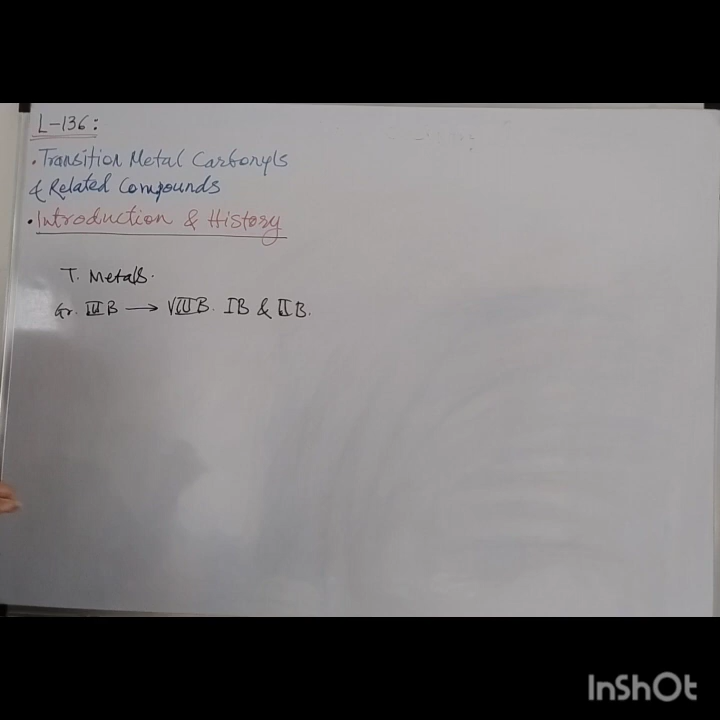 L-136:
• Transition Metal Carbonyls
& Related Compounds
• Introduction & History
T. Metals.
Gr. IIIB → VIIIB. IB & IIB.
InShOt